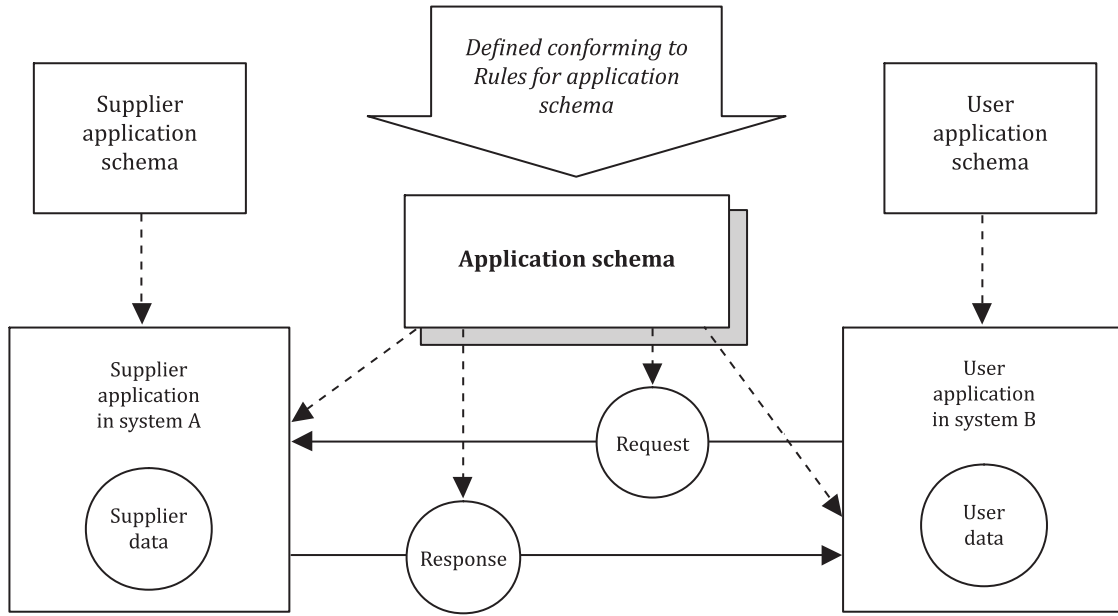 Defined conforming to
Rules for application
schema
Supplier
application
schema
User
application
schema
Application schema
Supplier
application
in system A
User
application
in system B
Request
Supplier
data
User
data
Response